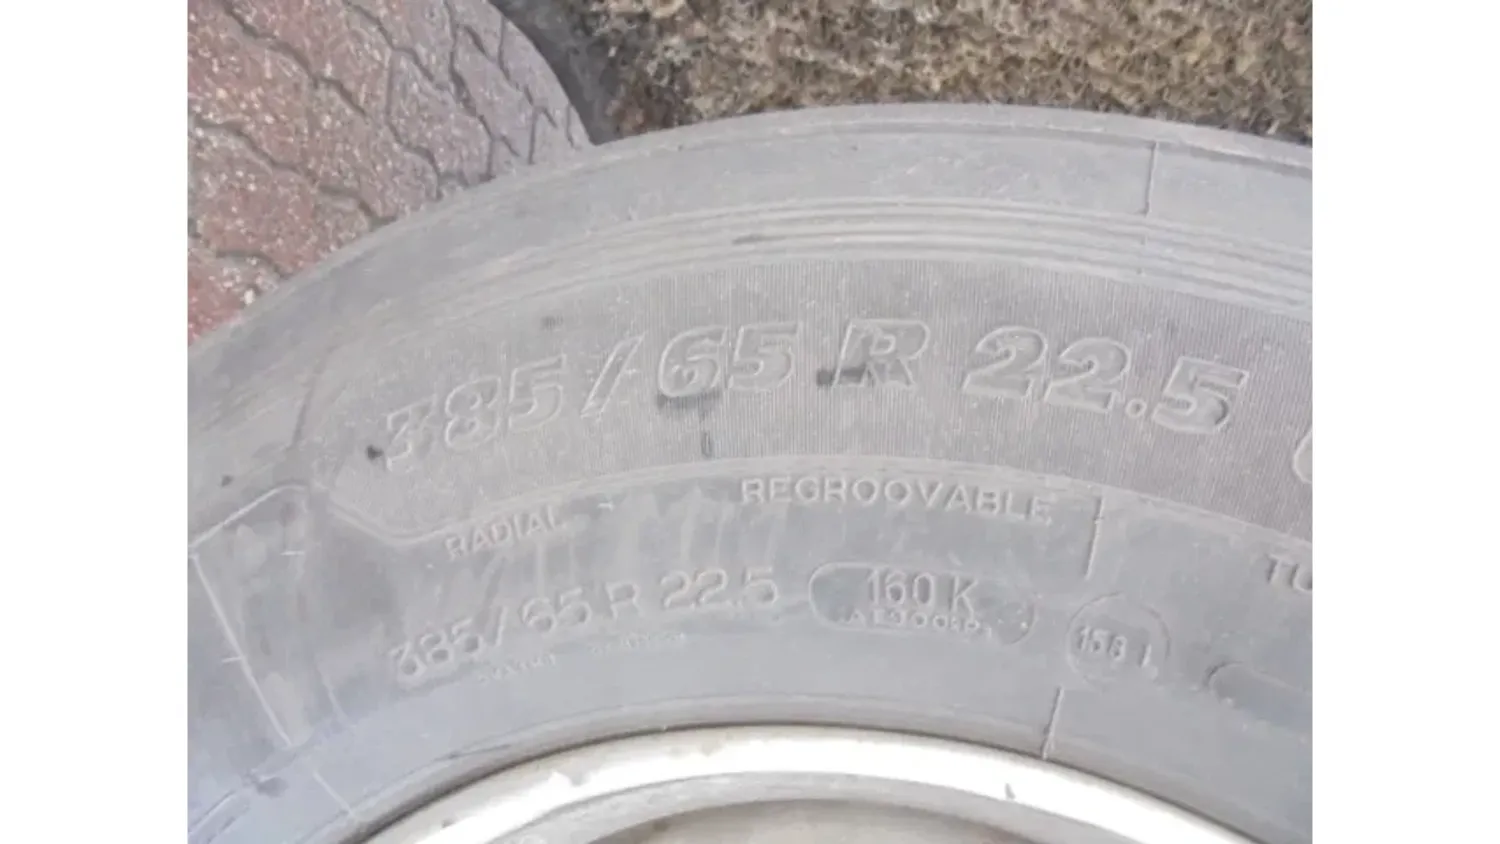 385/65 R 22.5
RADIAL REGROOVABLE
385/65 R 22.5 160 K
158 L